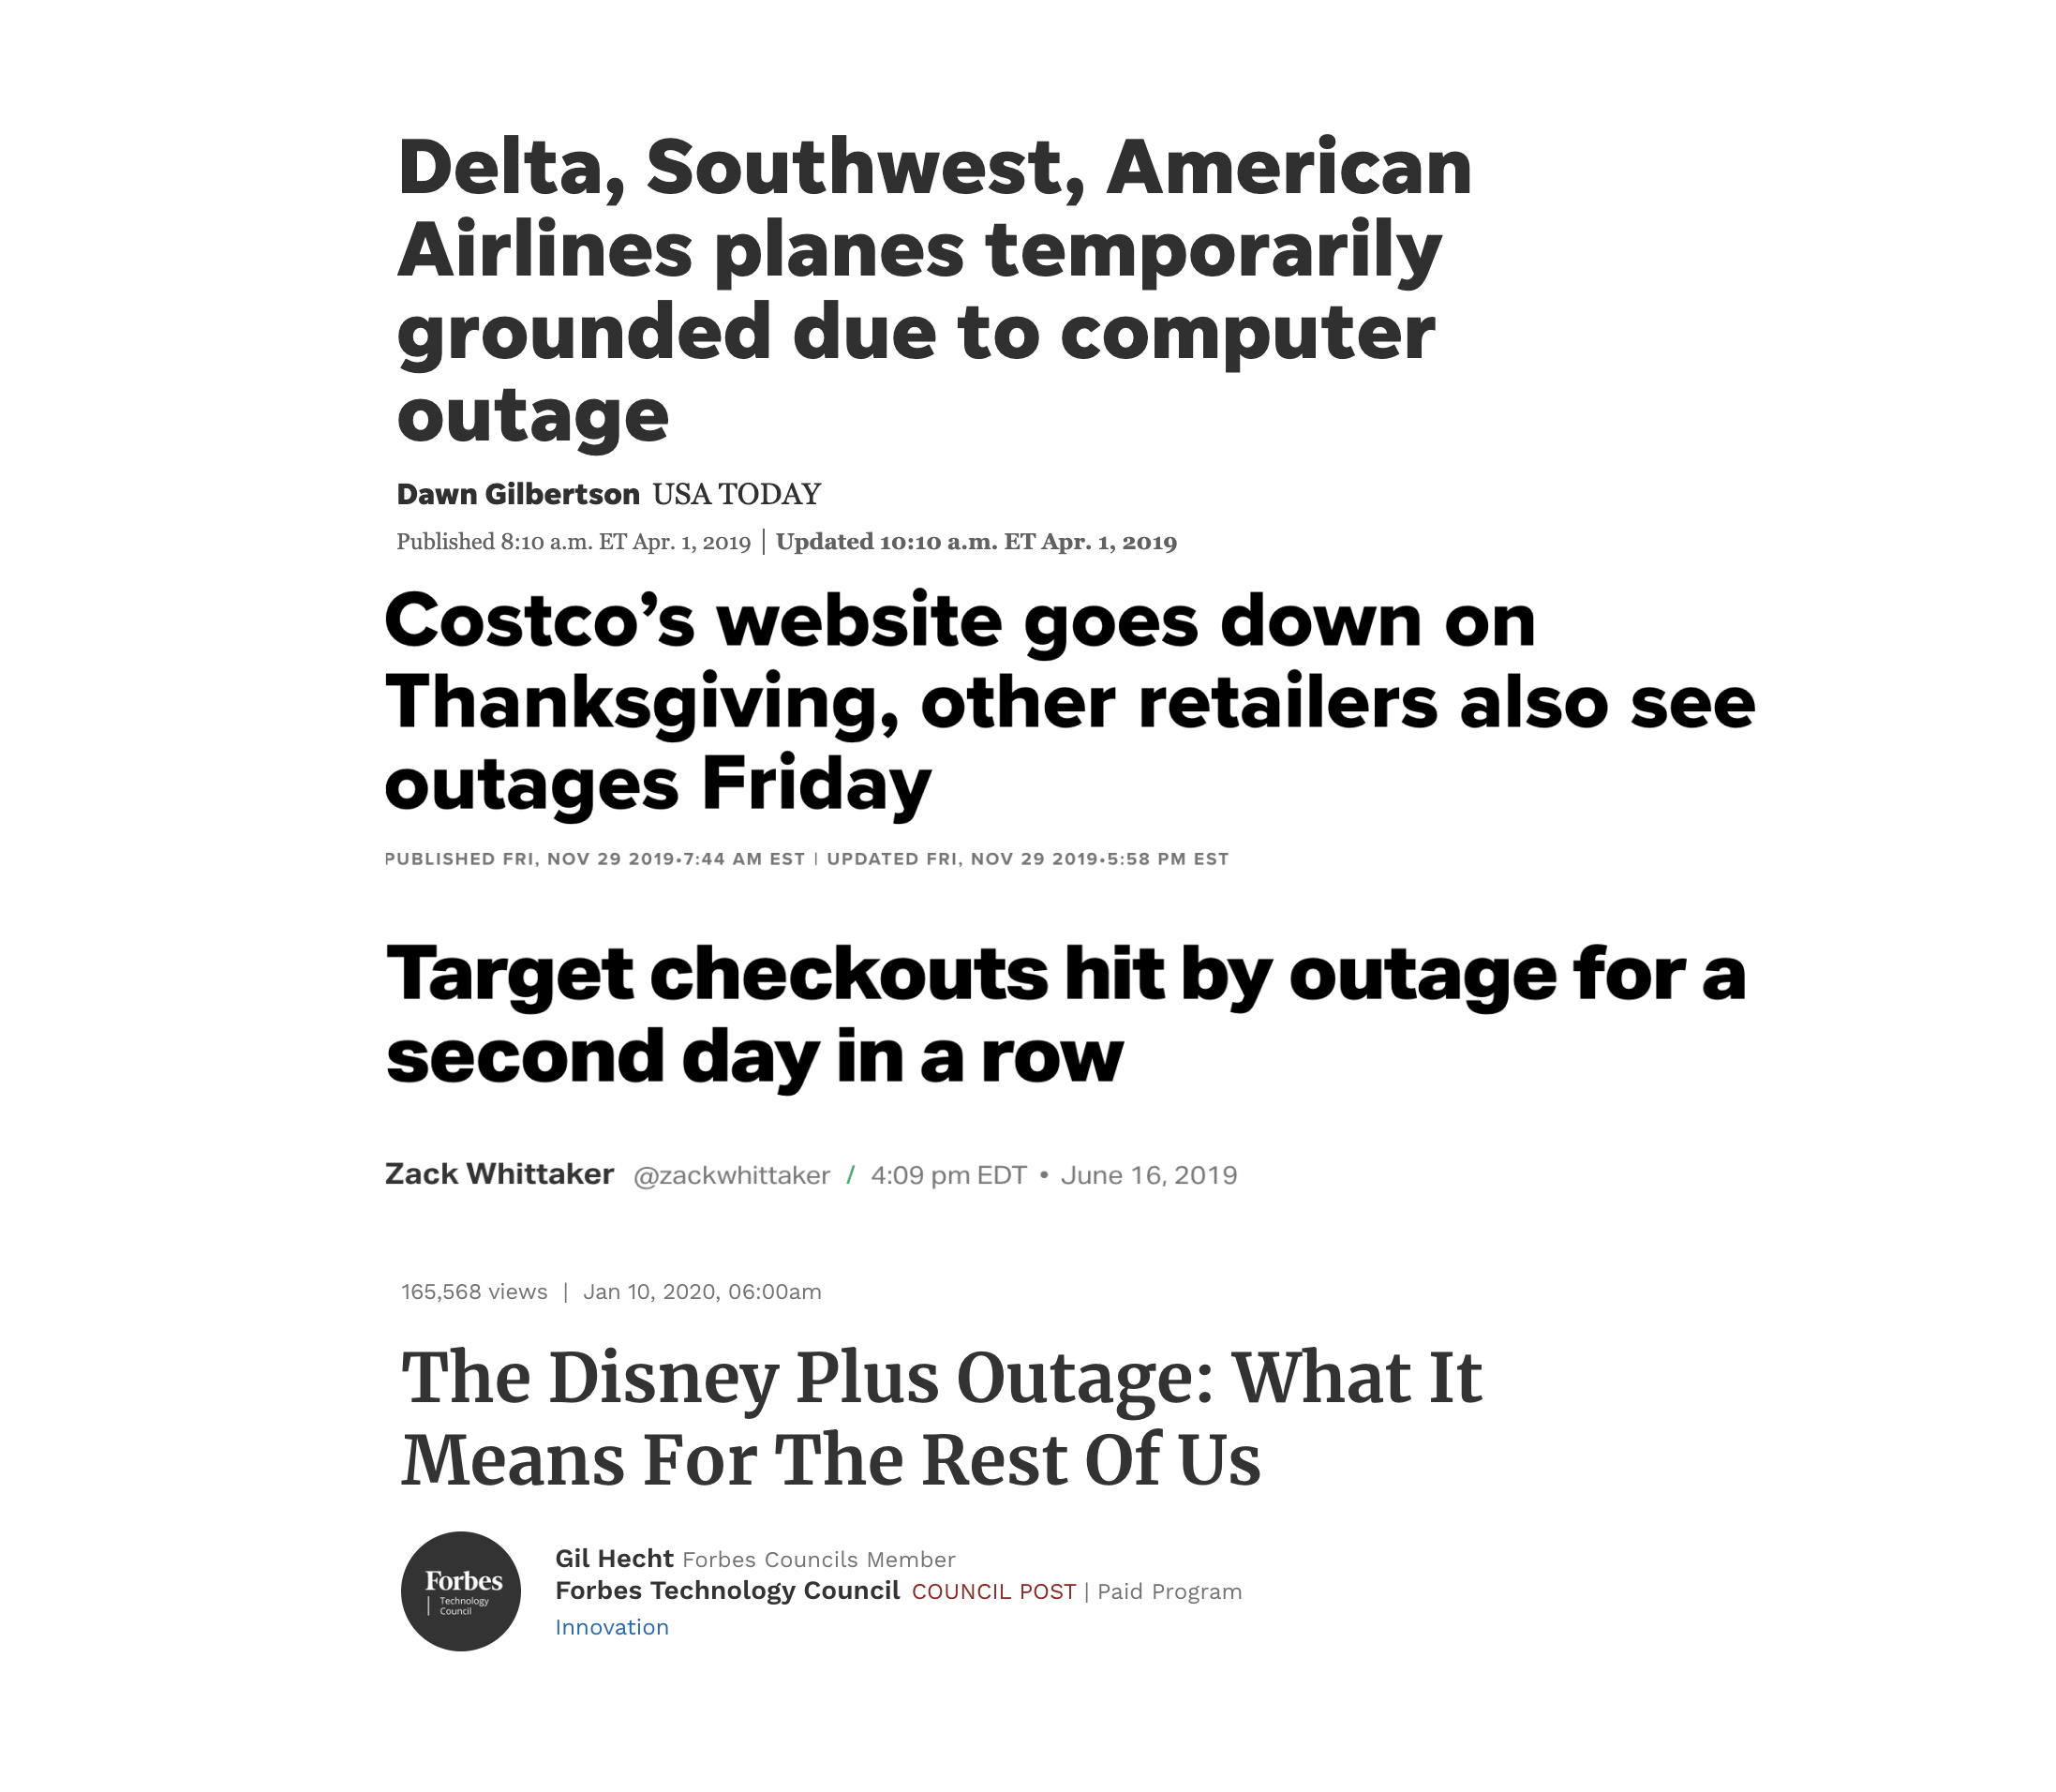 Delta, Southwest, American
Airlines planes temporarily
grounded due to computer
outage
Dawn Gilbertson USA TODAY
Published 8:10 a.m. ET Apr. 1, 2019 | Updated 10:10 a.m. ET Apr. 1, 2019
Costco’s website goes down on
Thanksgiving, other retailers also see
outages Friday
PUBLISHED FRI, NOV 29 2019•7:44 AM EST | UPDATED FRI, NOV 29 2019•5:58 PM EST
Target checkouts hit by outage for a
second day in a row
Zack Whittaker @zackwhittaker / 4:09 pm EDT • June 16, 2019
165,568 views | Jan 10, 2020, 06:00am
The Disney Plus Outage: What It
Means For The Rest Of Us
Forbes
Technology
Council
Gil Hecht Forbes Councils Member
Forbes Technology Council COUNCIL POST | Paid Program
Innovation